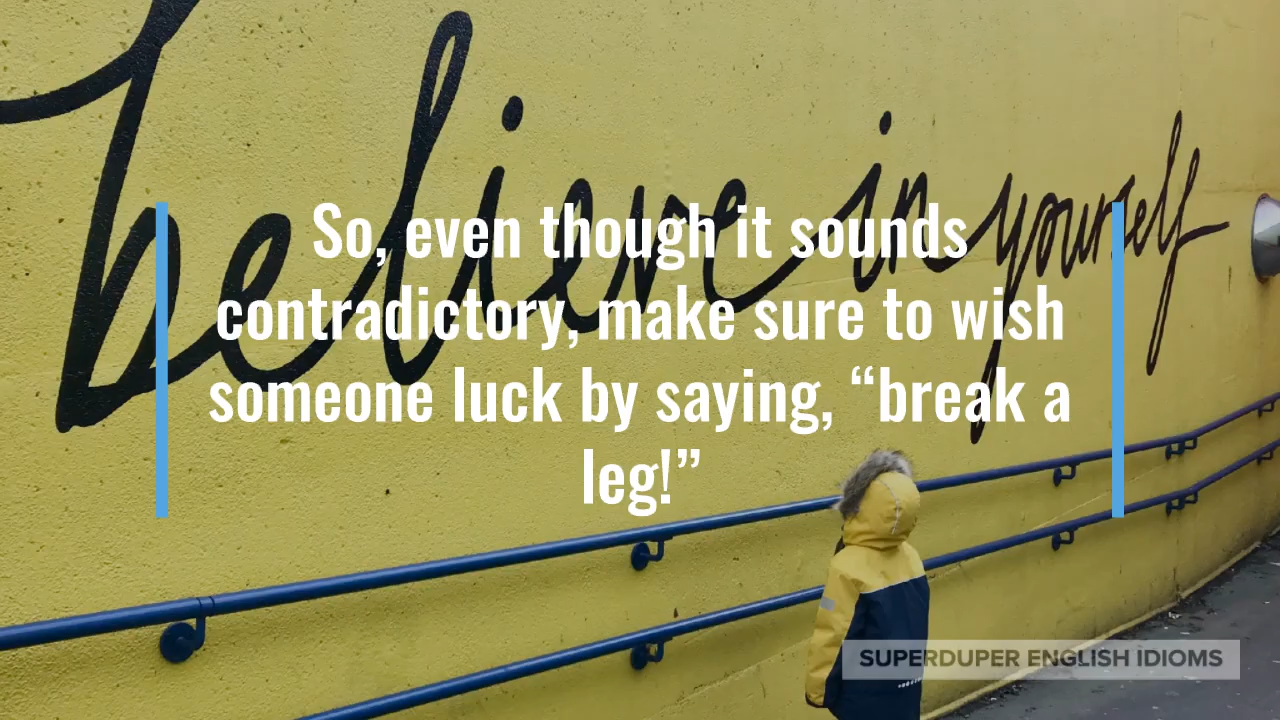 believe in yourself
So, even though it sounds
contradictory, make sure to wish
someone luck by saying, “break a
leg!”
SUPERDUPER ENGLISH IDIOMS